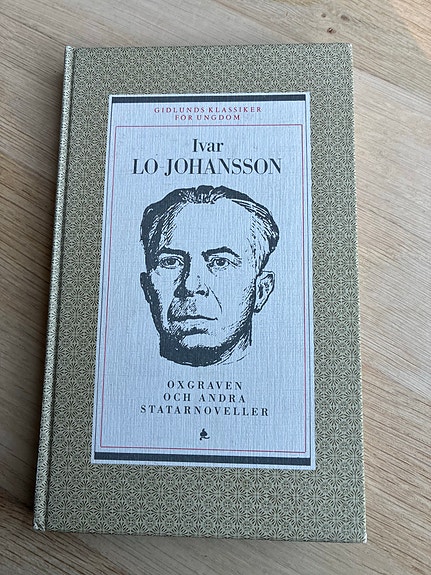 GIDLUNDS KLASSIKER
FÖR UNGDOM
Ivar
LO-JOHANSSON
OXGRAVEN
OCH ANDRA
STATARNOVELLER